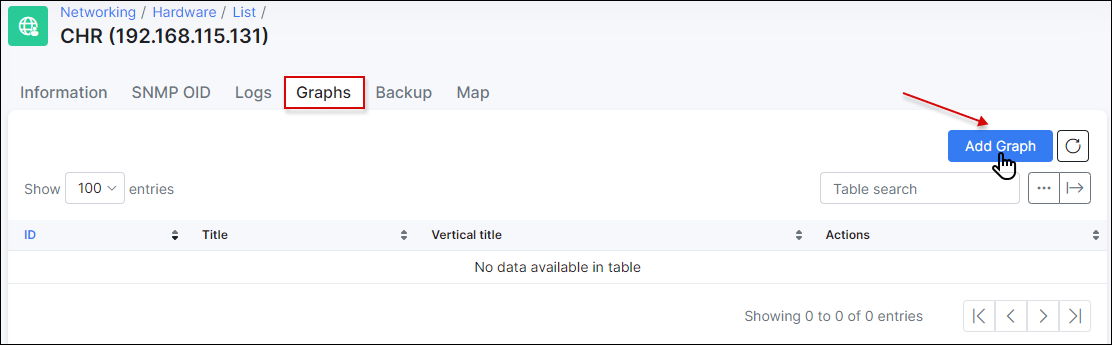 Networking / Hardware / List /
CHR (192.168.115.131)
Information SNMP OID Logs Graphs Backup Map
Add Graph
Show 100 entries Table search ...
ID Title Vertical title Actions
No data available in table
Showing 0 to 0 of 0 entries